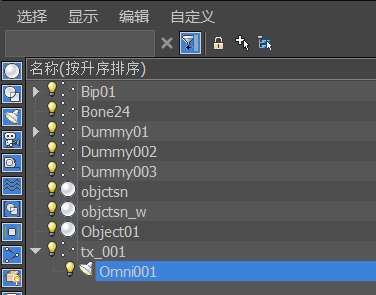 选择 显示 编辑 自定义
名称(按升序排序)
Bip01
Bone24
Dummy01
Dummy002
Dummy003
objctsn
objctsn_w
Object01
tx_001
Omni001